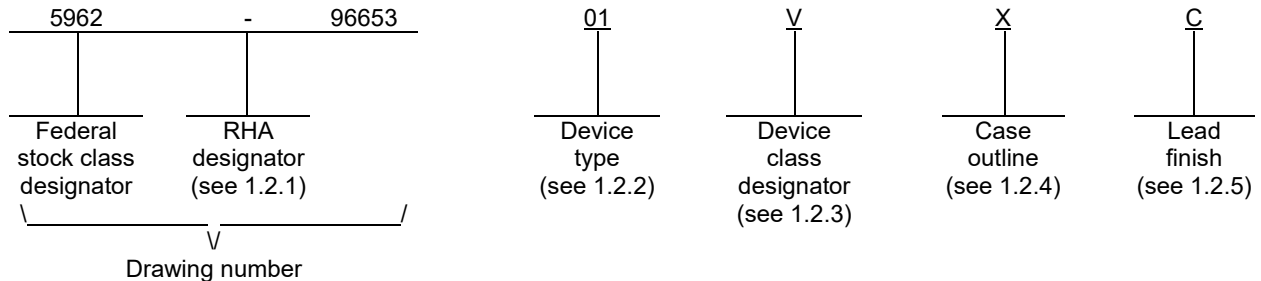 5962 - 96653 01 V X C
Federal stock class designator
RHA designator (see 1.2.1)
Device type (see 1.2.2)
Device class designator (see 1.2.3)
Case outline (see 1.2.4)
Lead finish (see 1.2.5)
Drawing number